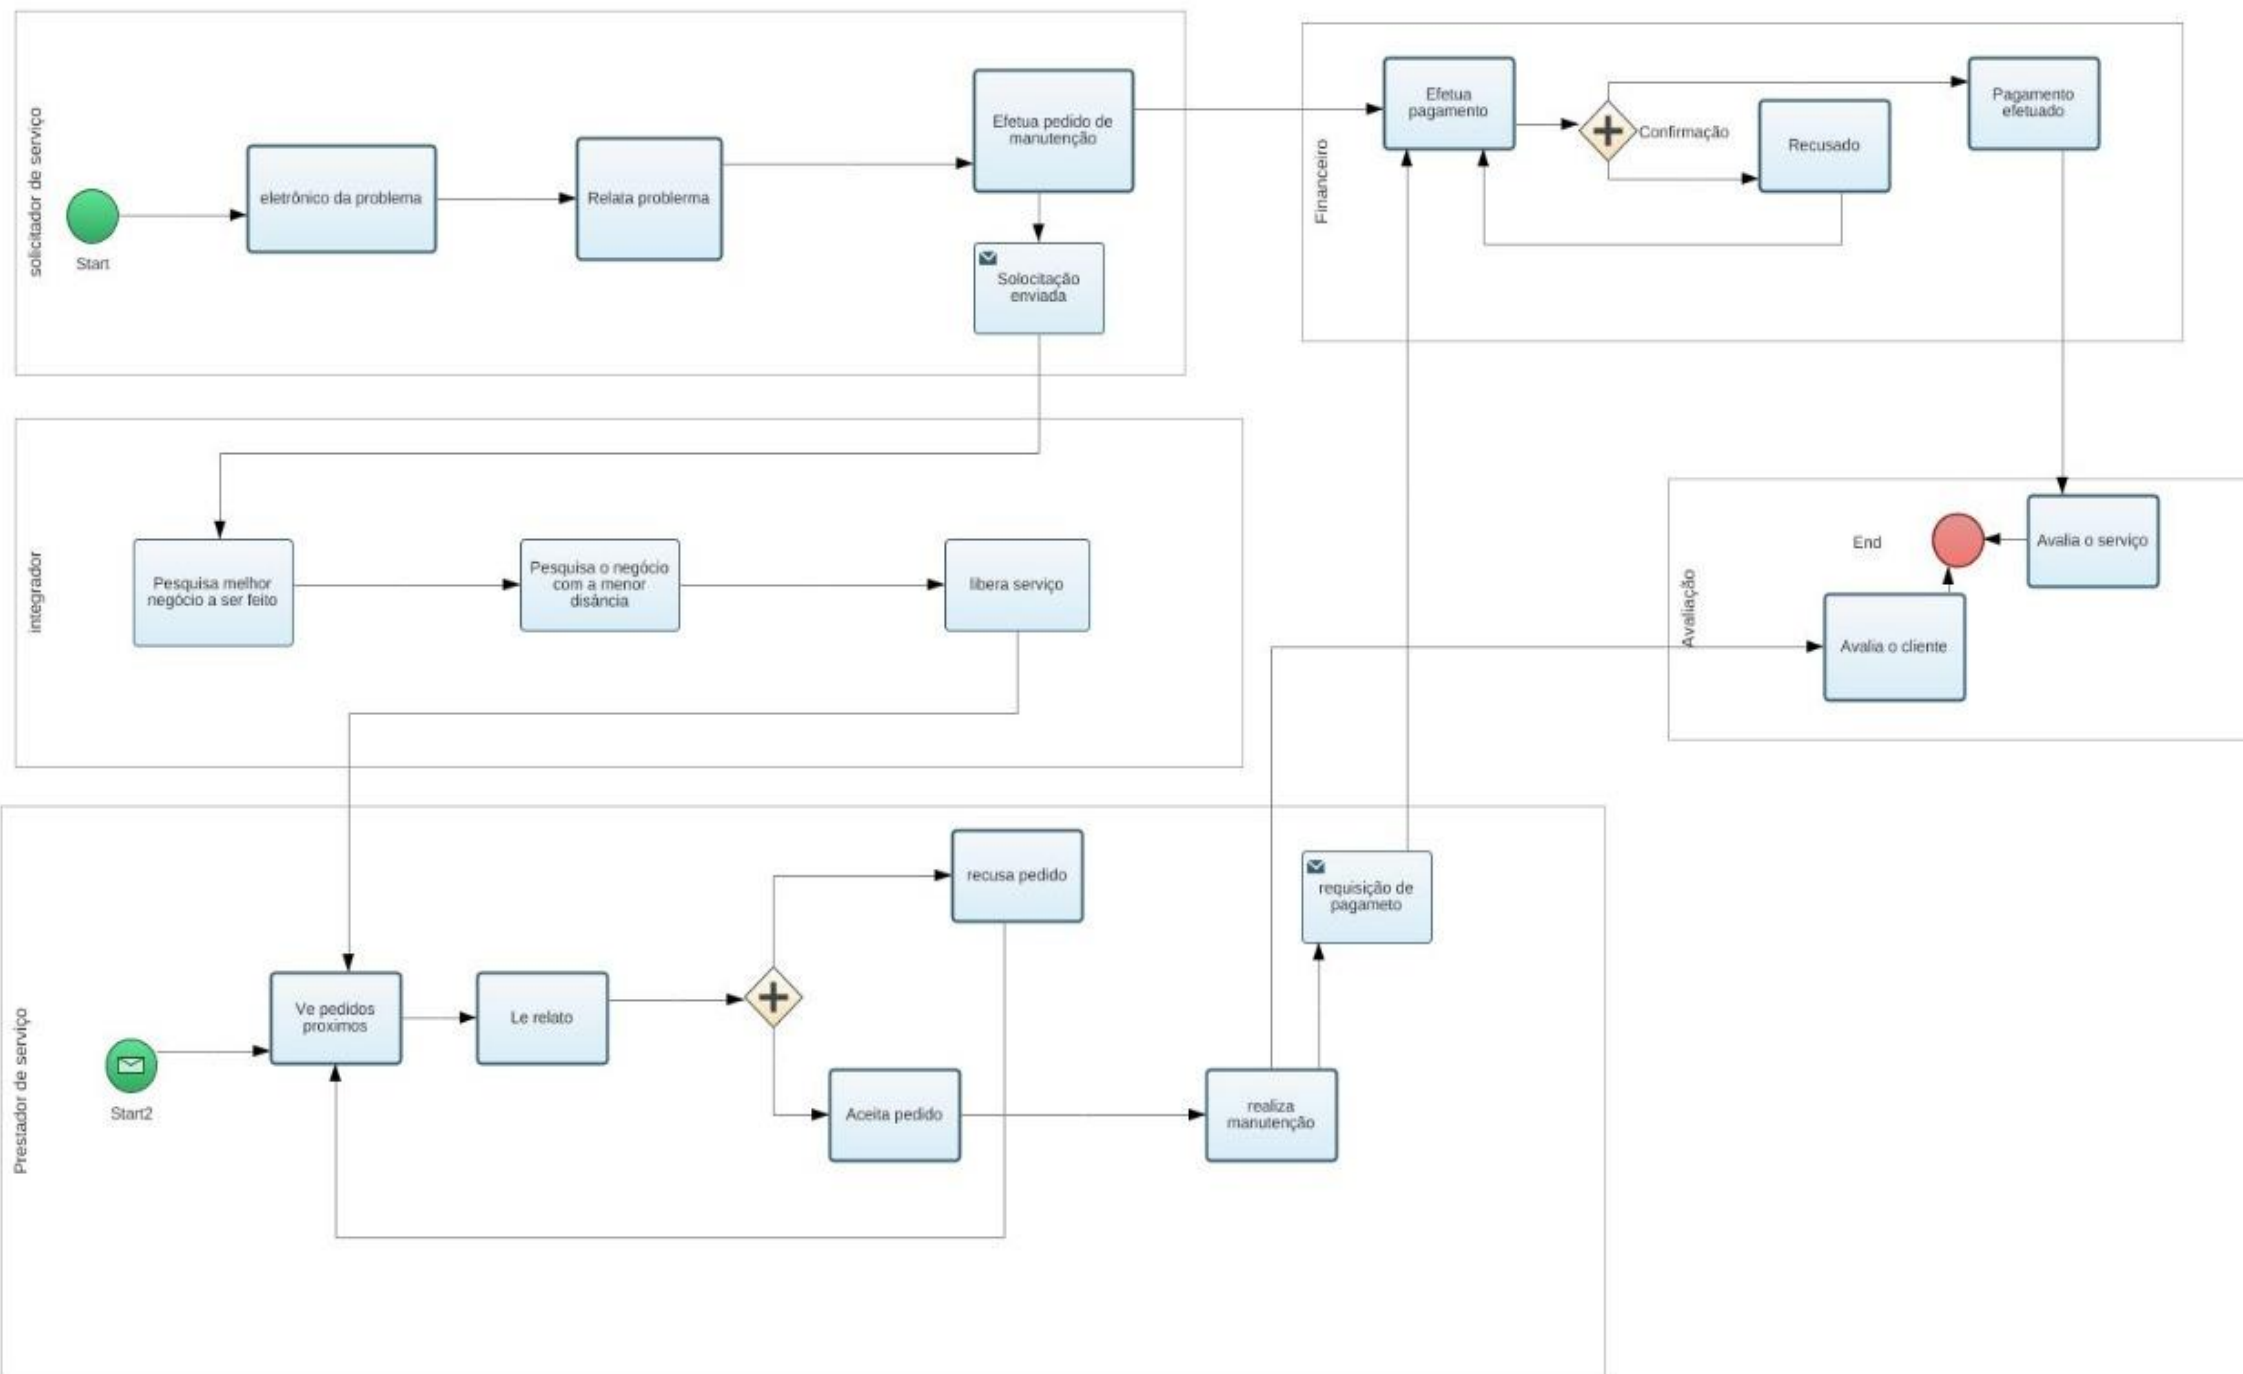 solicitador de serviço
Start
eletrônico da problema
Relata problerma
Efetua pedido de
manutenção
Solocitação
enviada
Financeiro
Efetua
pagamento
Confirmação
Recusado
Pagamento
efetuado
integrador
Pesquisa melhor
negócio a ser feito
Pesquisa o negócio
com a menor
disância
libera serviço
Avaliação
End
Avalia o serviço
Avalia o cliente
Prestador de serviço
Start2
Ve pedidos
proximos
Le relato
recusa pedido
Aceita pedido
realiza
manutenção
requisição de
pagameto